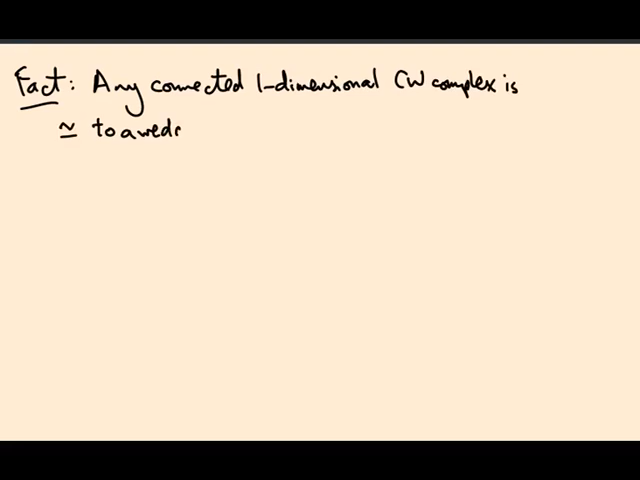 Fact: Any connected 1-dimensional CW complex is
≃ to a wedg